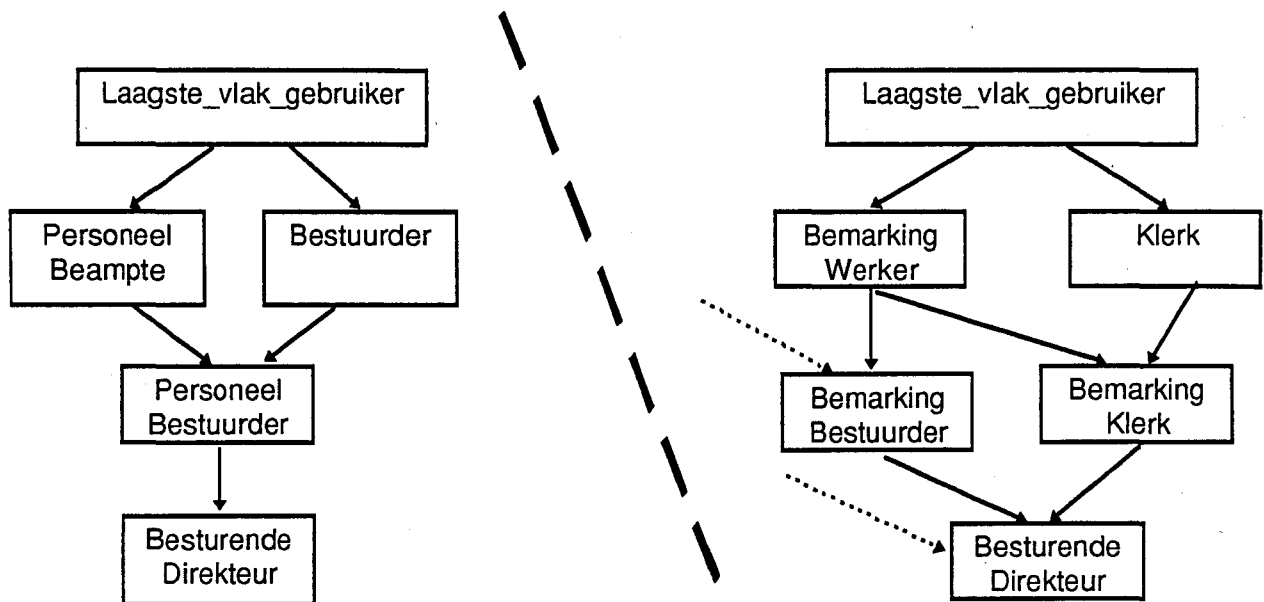 Laagste_vlak_gebruiker
Personeel
Beampte
Bestuurder
Personeel
Bestuurder
Besturende
Direkteur
Laagste_vlak_gebruiker
Bemarking
Werker
Klerk
Bemarking
Bestuurder
Bemarking
Klerk
Besturende
Direkteur